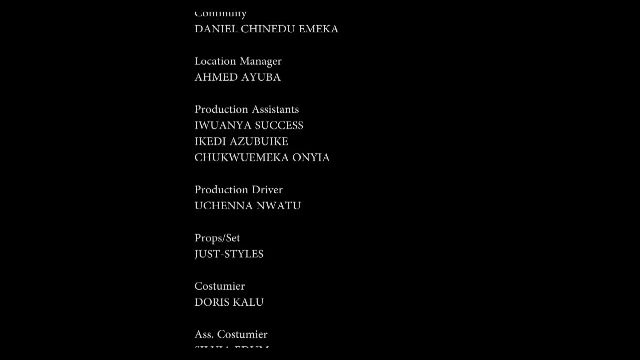 Continuity
DANIEL CHINEDU EMEKA
Location Manager
AHMED AYUBA
Production Assistants
IWUANYA SUCCESS
IKEDI AZUBUIKE
CHUKWUEMEKA ONYIA
Production Driver
UCHENNA NWATU
Props/Set
JUST-STYLES
Costumier
DORIS KALU
Ass. Costumier